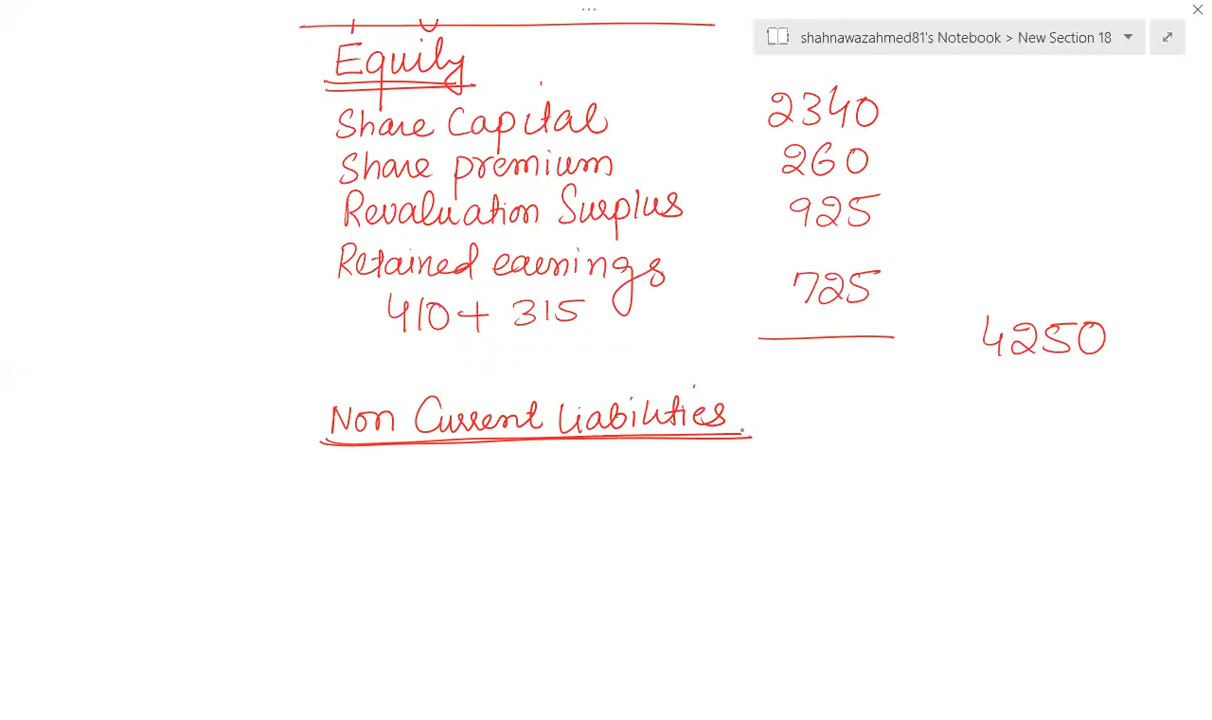 shahnawazahmed81's Notebook > New Section 18
Equity
Share Capital 2340
Share premium 260
Revaluation Surplus 925
Retained earnings 725
410 + 315
4250
Non Current liabilities